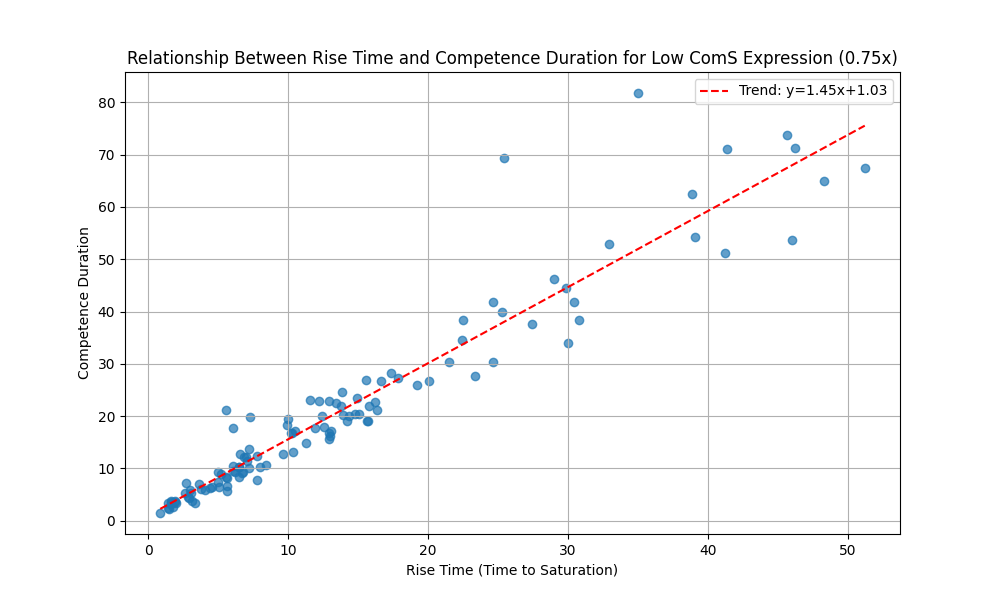 Relationship Between Rise Time and Competence Duration for Low ComS Expression (0.75x)
Trend: y=1.45x+1.03
80
70
60
50
40
30
20
10
0
Competence Duration
0 10 20 30 40 50
Rise Time (Time to Saturation)